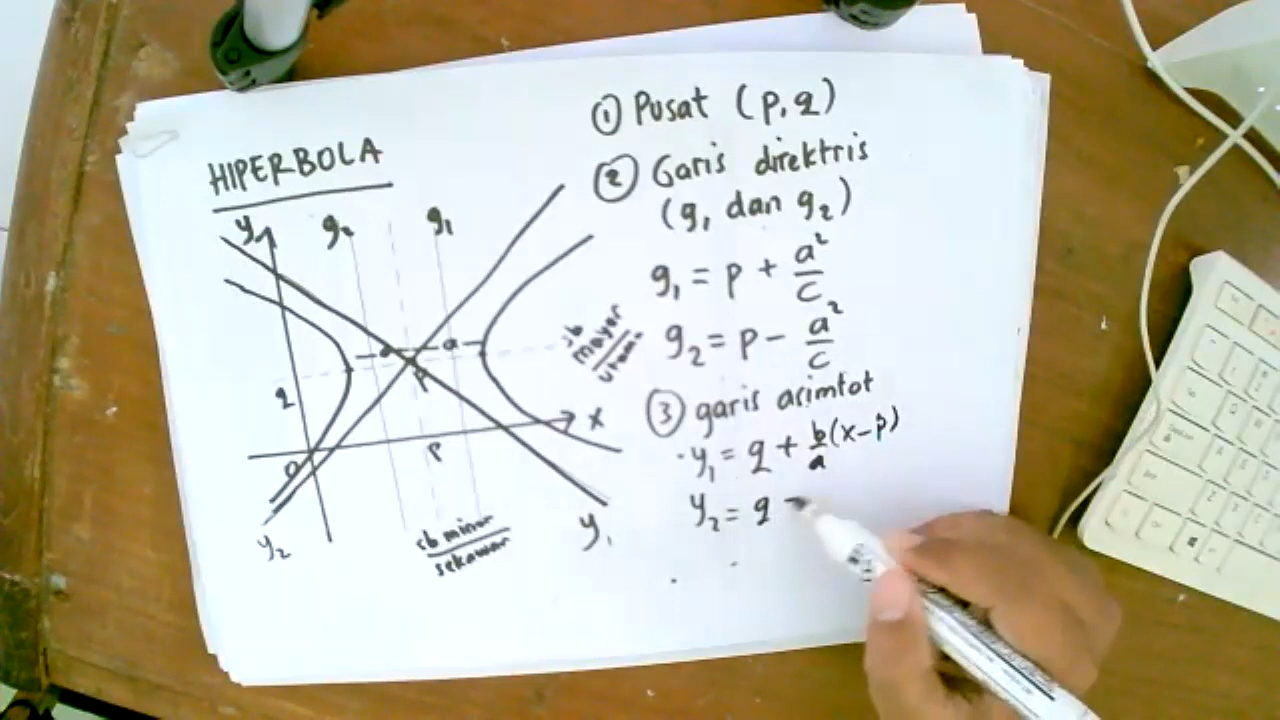 HIPERBOLA
y
g₂
g₁
a
a
sb
mayor
utama
P
q
x
0
P
y₂
sb minor
sekawan
y₁
① Pusat (p, q)
② Garis direktris
(g₁ dan g₂)
g₁ = p + a²/c
g₂ = p - a²/c
③ garis asimtot
y₁ = q + b/a (x-p)
y₂ = q -